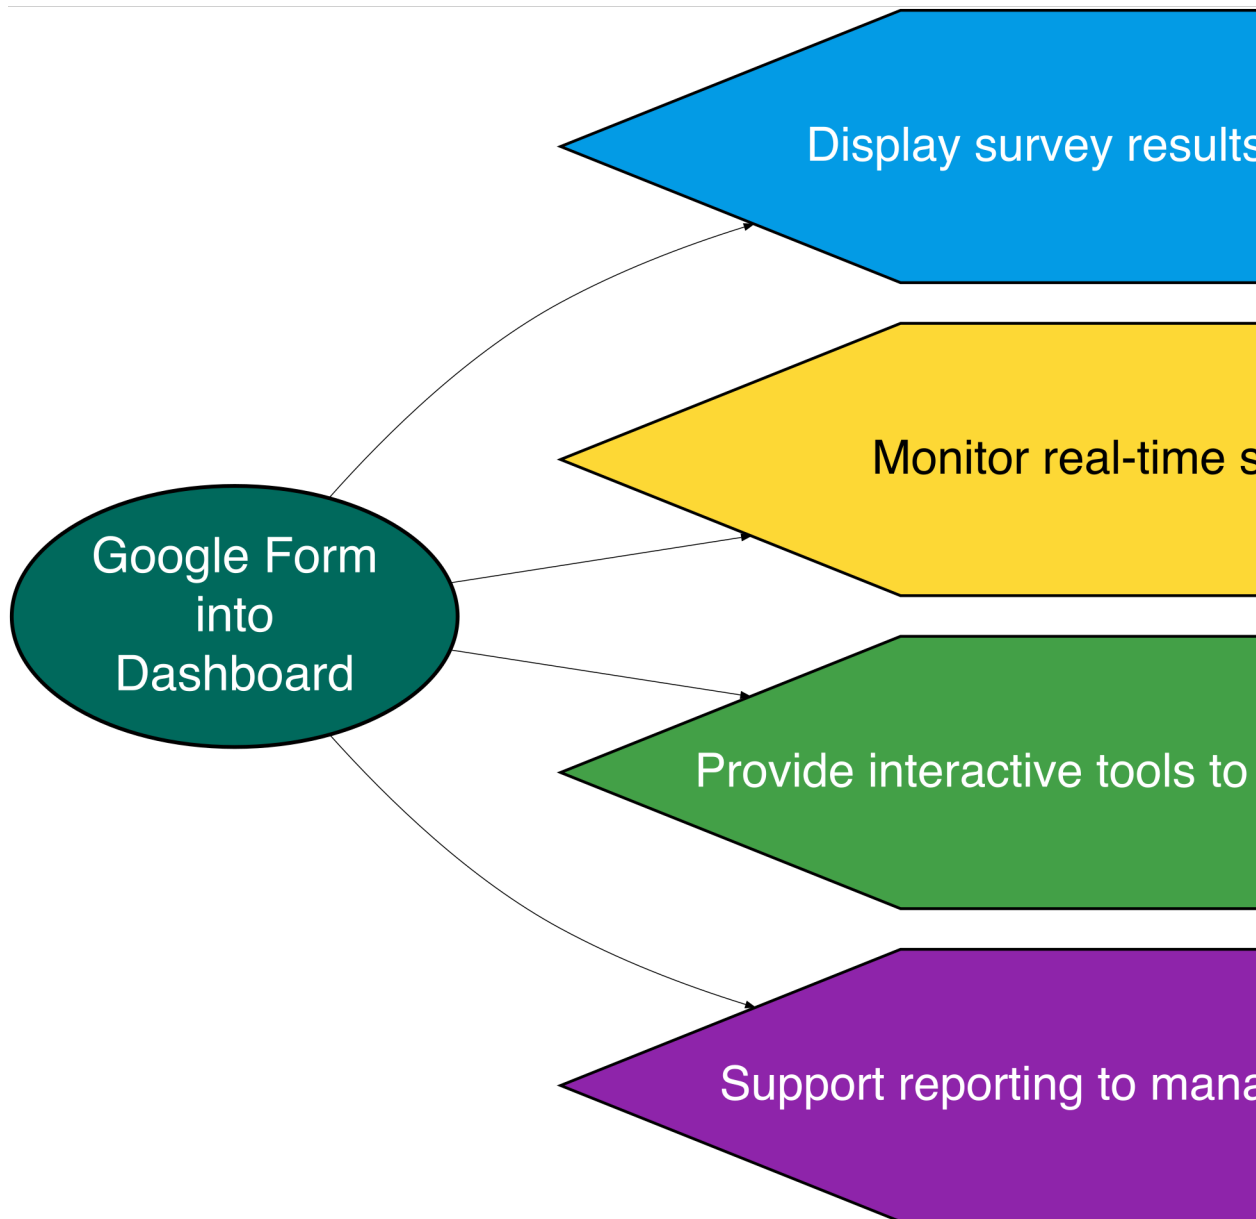 Display survey results
Monitor real-time
Google Form
into
Dashboard
Provide interactive tools to
Support reporting to